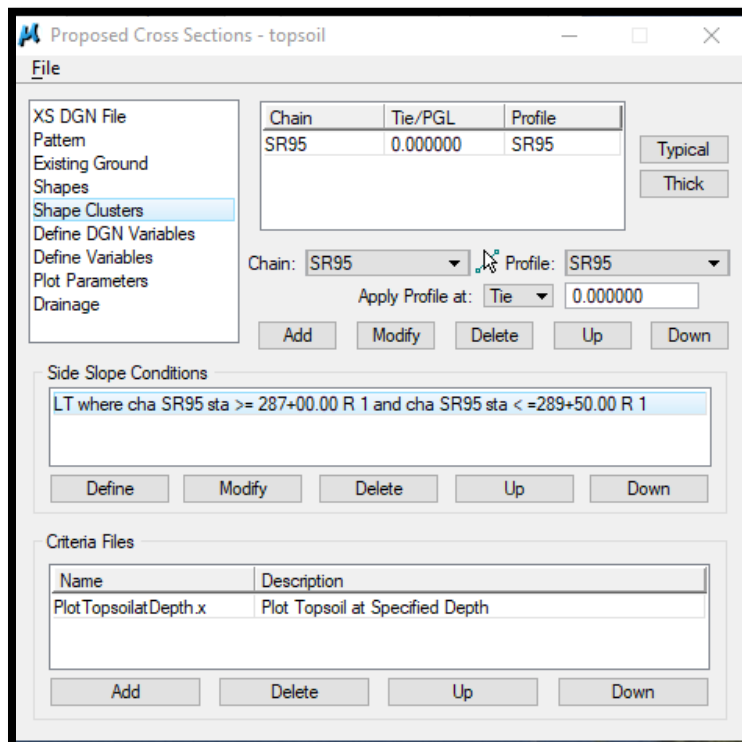 Proposed Cross Sections - topsoil
File
XS DGN File
Pattern
Existing Ground
Shapes
Shape Clusters
Define DGN Variables
Define Variables
Plot Parameters
Drainage
Chain Tie/PGL Profile
SR95 0.000000 SR95
Typical
Thick
Chain: SR95 Profile: SR95
Apply Profile at: Tie 0.000000
Add Modify Delete Up Down
Side Slope Conditions
LT where cha SR95 sta >= 287+00.00 R 1 and cha SR95 sta < =289+50.00 R 1
Define Modify Delete Up Down
Criteria Files
Name Description
PlotTopsoilatDepth.x Plot Topsoil at Specified Depth
Add Delete Up Down